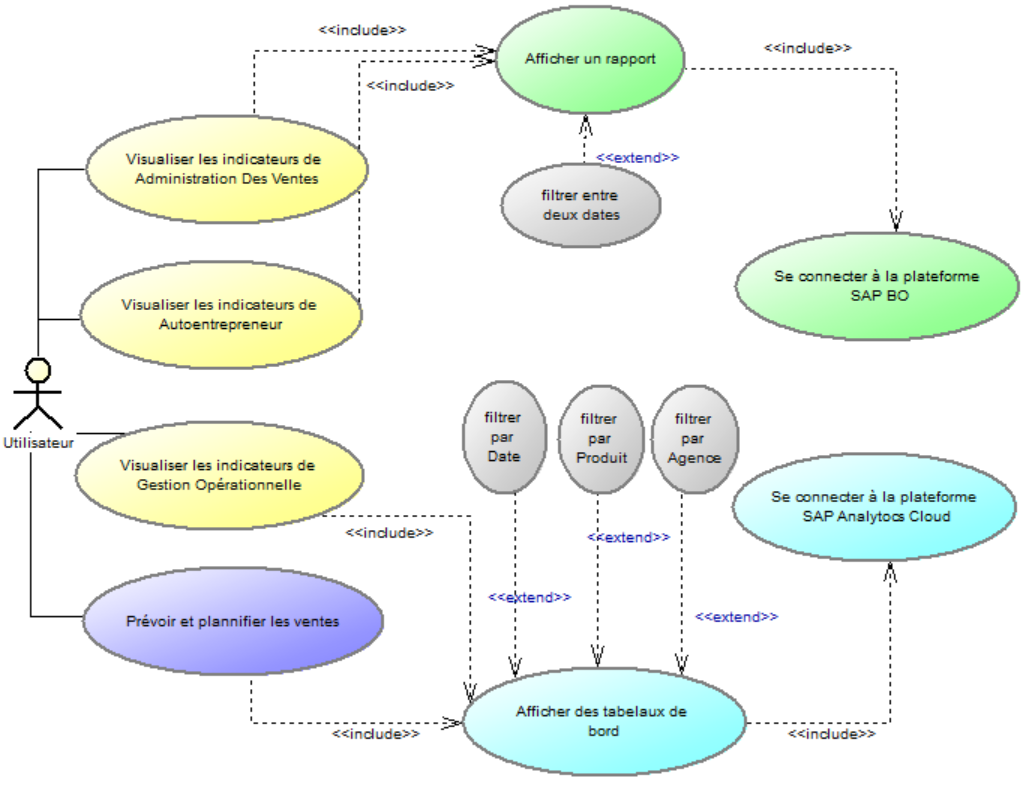 <<include>>
Afficher un rapport
<<include>>
<<include>>
Visualiser les indicateurs de
Administration Des Ventes
<<extend>>
filtrer entre
deux dates
Se connecter à la plateforme
SAP BO
Visualiser les indicateurs de
Autoentrepreneur
Utilisateur
filtrer
par
Date
filtrer
par
Produit
filtrer
par
Agence
Visualiser les indicateurs de
Gestion Opérationnelle
Se connecter à la plateforme
SAP Analytocs Cloud
<<include>>
<<extend>>
<<extend>>
<<extend>>
Prévoir et plannifier les ventes
Afficher des tabelaux de
bord
<<include>>
<<include>>